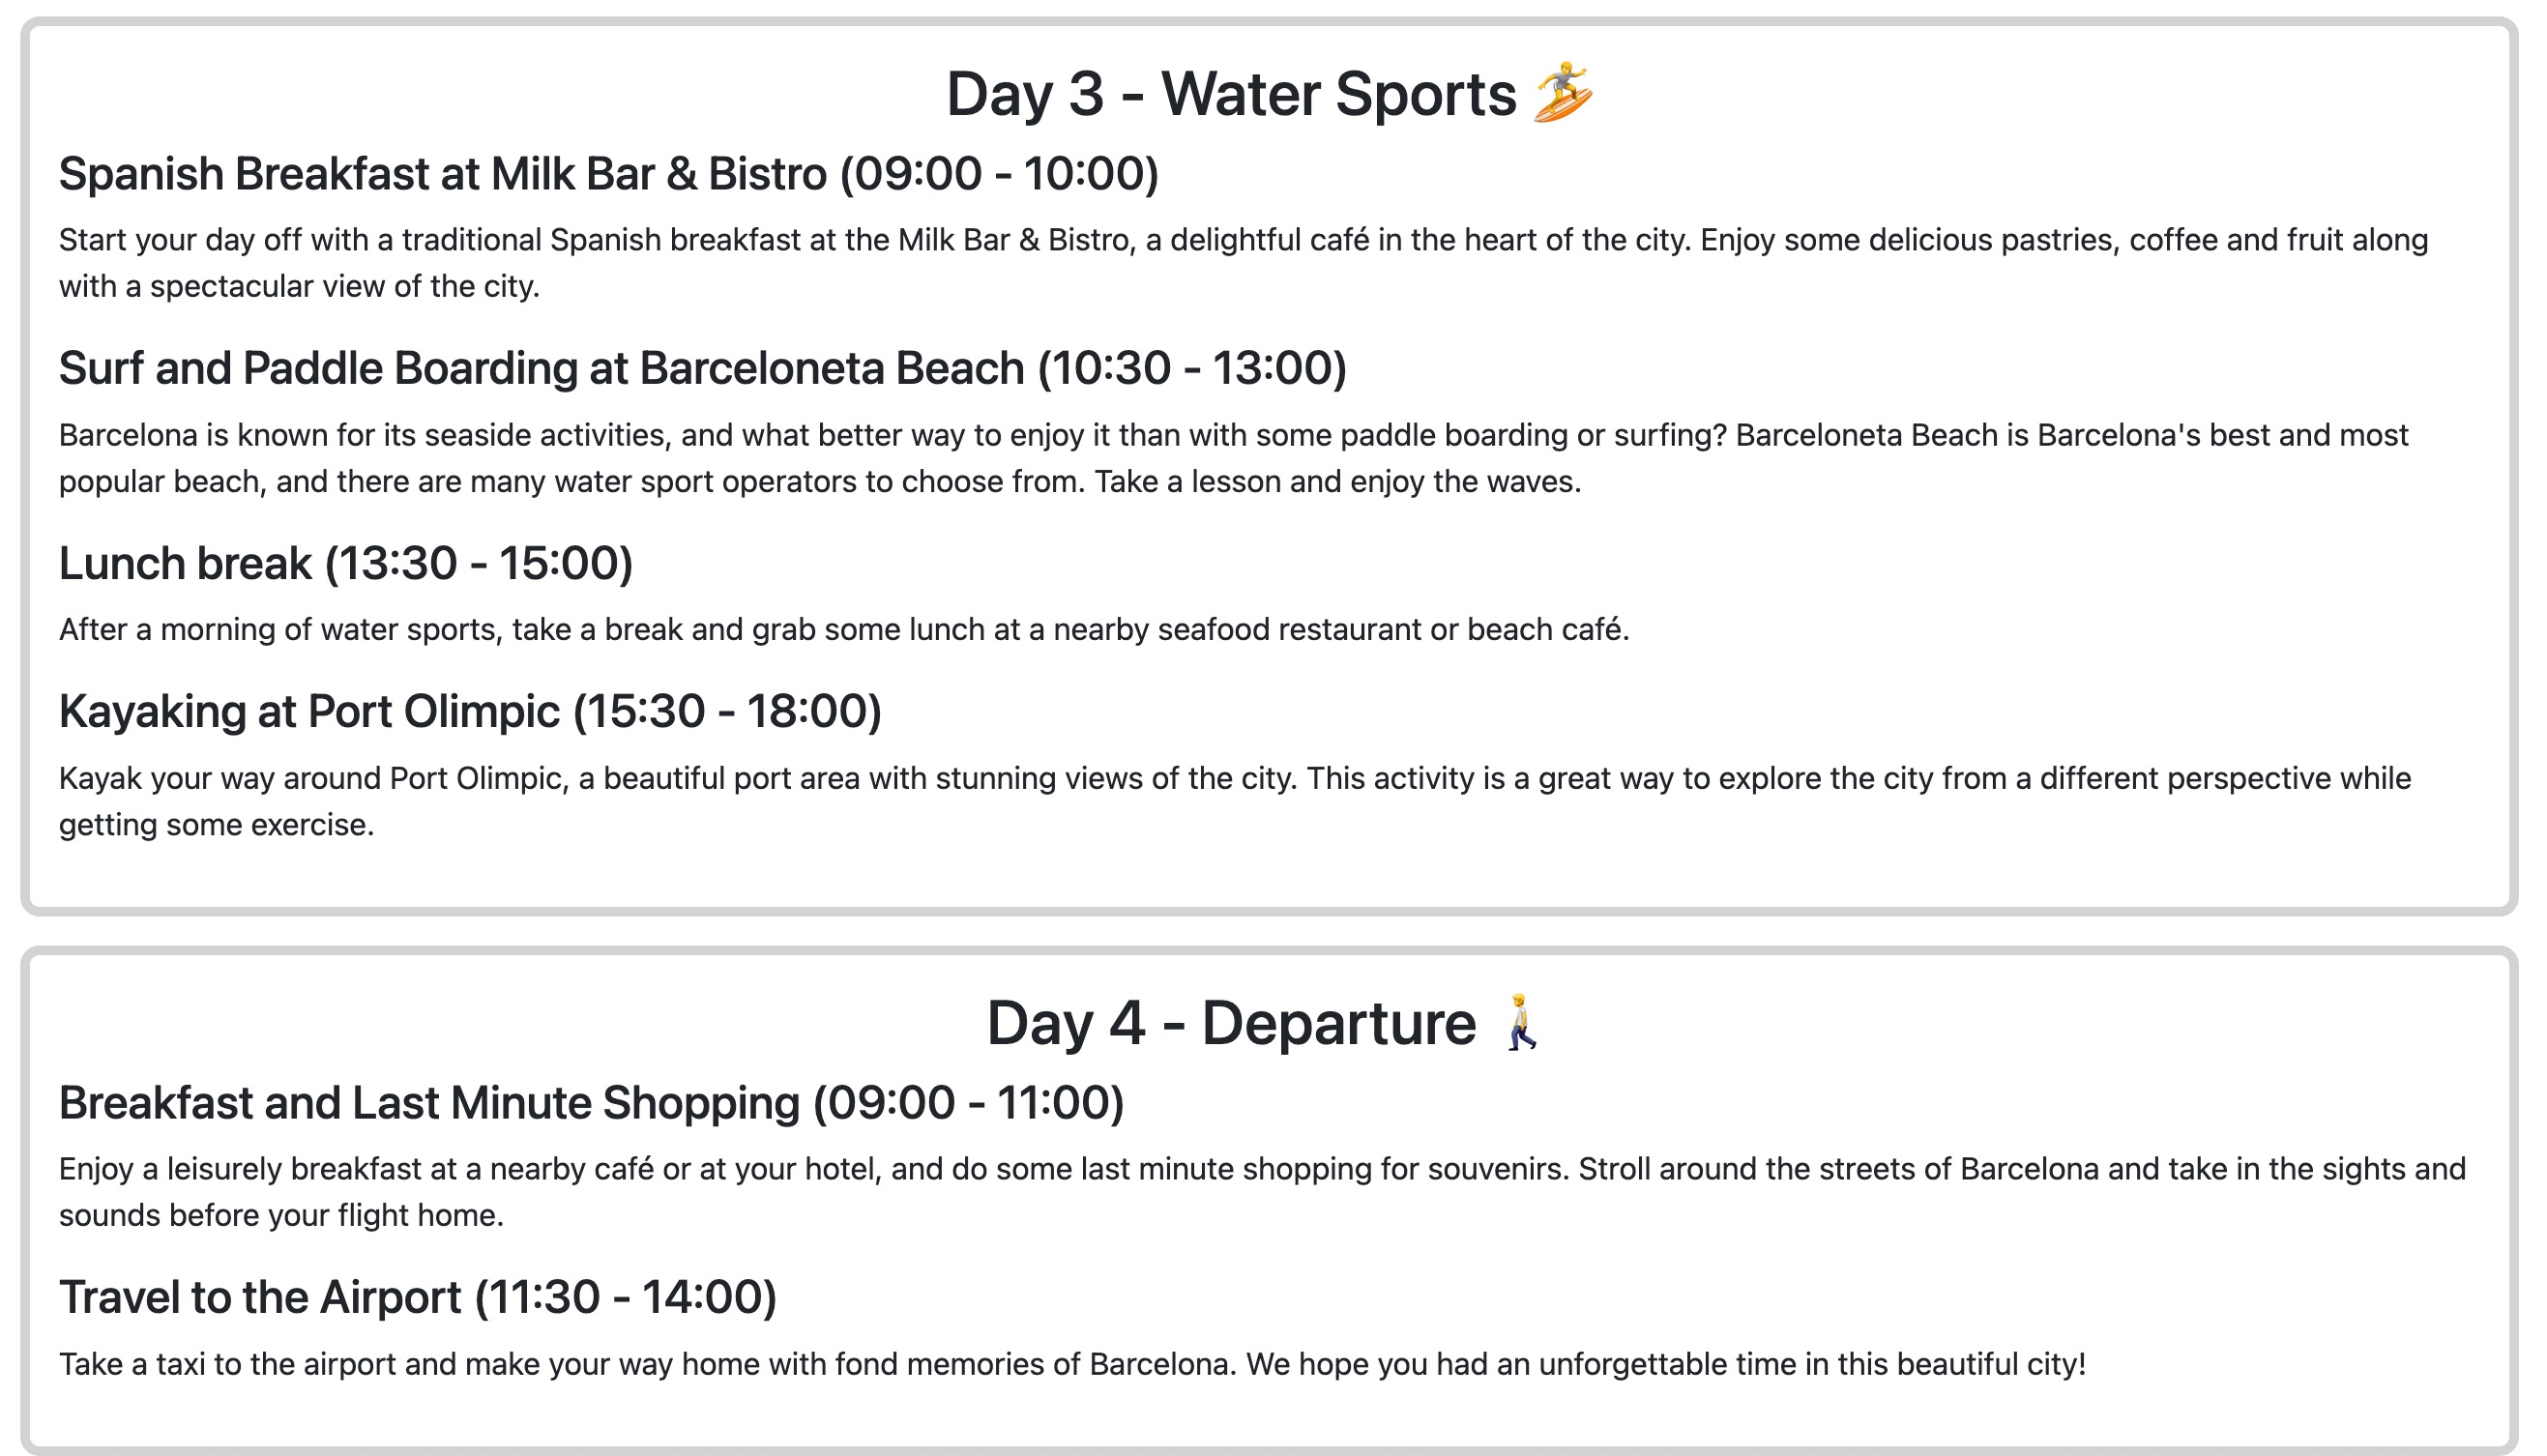 Day 3 - Water Sports 🏄
Spanish Breakfast at Milk Bar & Bistro (09:00 - 10:00)
Start your day off with a traditional Spanish breakfast at the Milk Bar & Bistro, a delightful café in the heart of the city. Enjoy some delicious pastries, coffee and fruit along
with a spectacular view of the city.
Surf and Paddle Boarding at Barceloneta Beach (10:30 - 13:00)
Barcelona is known for its seaside activities, and what better way to enjoy it than with some paddle boarding or surfing? Barceloneta Beach is Barcelona's best and most
popular beach, and there are many water sport operators to choose from. Take a lesson and enjoy the waves.
Lunch break (13:30 - 15:00)
After a morning of water sports, take a break and grab some lunch at a nearby seafood restaurant or beach café.
Kayaking at Port Olimpic (15:30 - 18:00)
Kayak your way around Port Olimpic, a beautiful port area with stunning views of the city. This activity is a great way to explore the city from a different perspective while
getting some exercise.
Day 4 - Departure 🚶
Breakfast and Last Minute Shopping (09:00 - 11:00)
Enjoy a leisurely breakfast at a nearby café or at your hotel, and do some last minute shopping for souvenirs. Stroll around the streets of Barcelona and take in the sights and
sounds before your flight home.
Travel to the Airport (11:30 - 14:00)
Take a taxi to the airport and make your way home with fond memories of Barcelona. We hope you had an unforgettable time in this beautiful city!